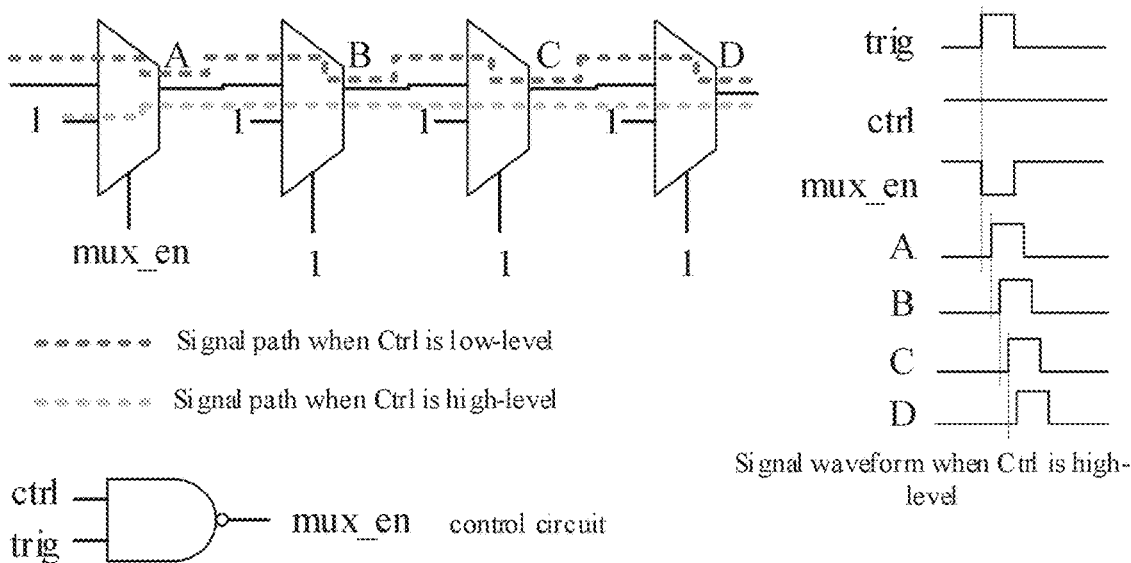 A B C D
1 1 1 1
mux_en 1 1 1
Signal path when Ctrl is low-level
Signal path when Ctrl is high-level
ctrl
trig
mux_en control circuit
trig
ctrl
mux_en
A
B
C
D
Signal waveform when Ctrl is high-
level